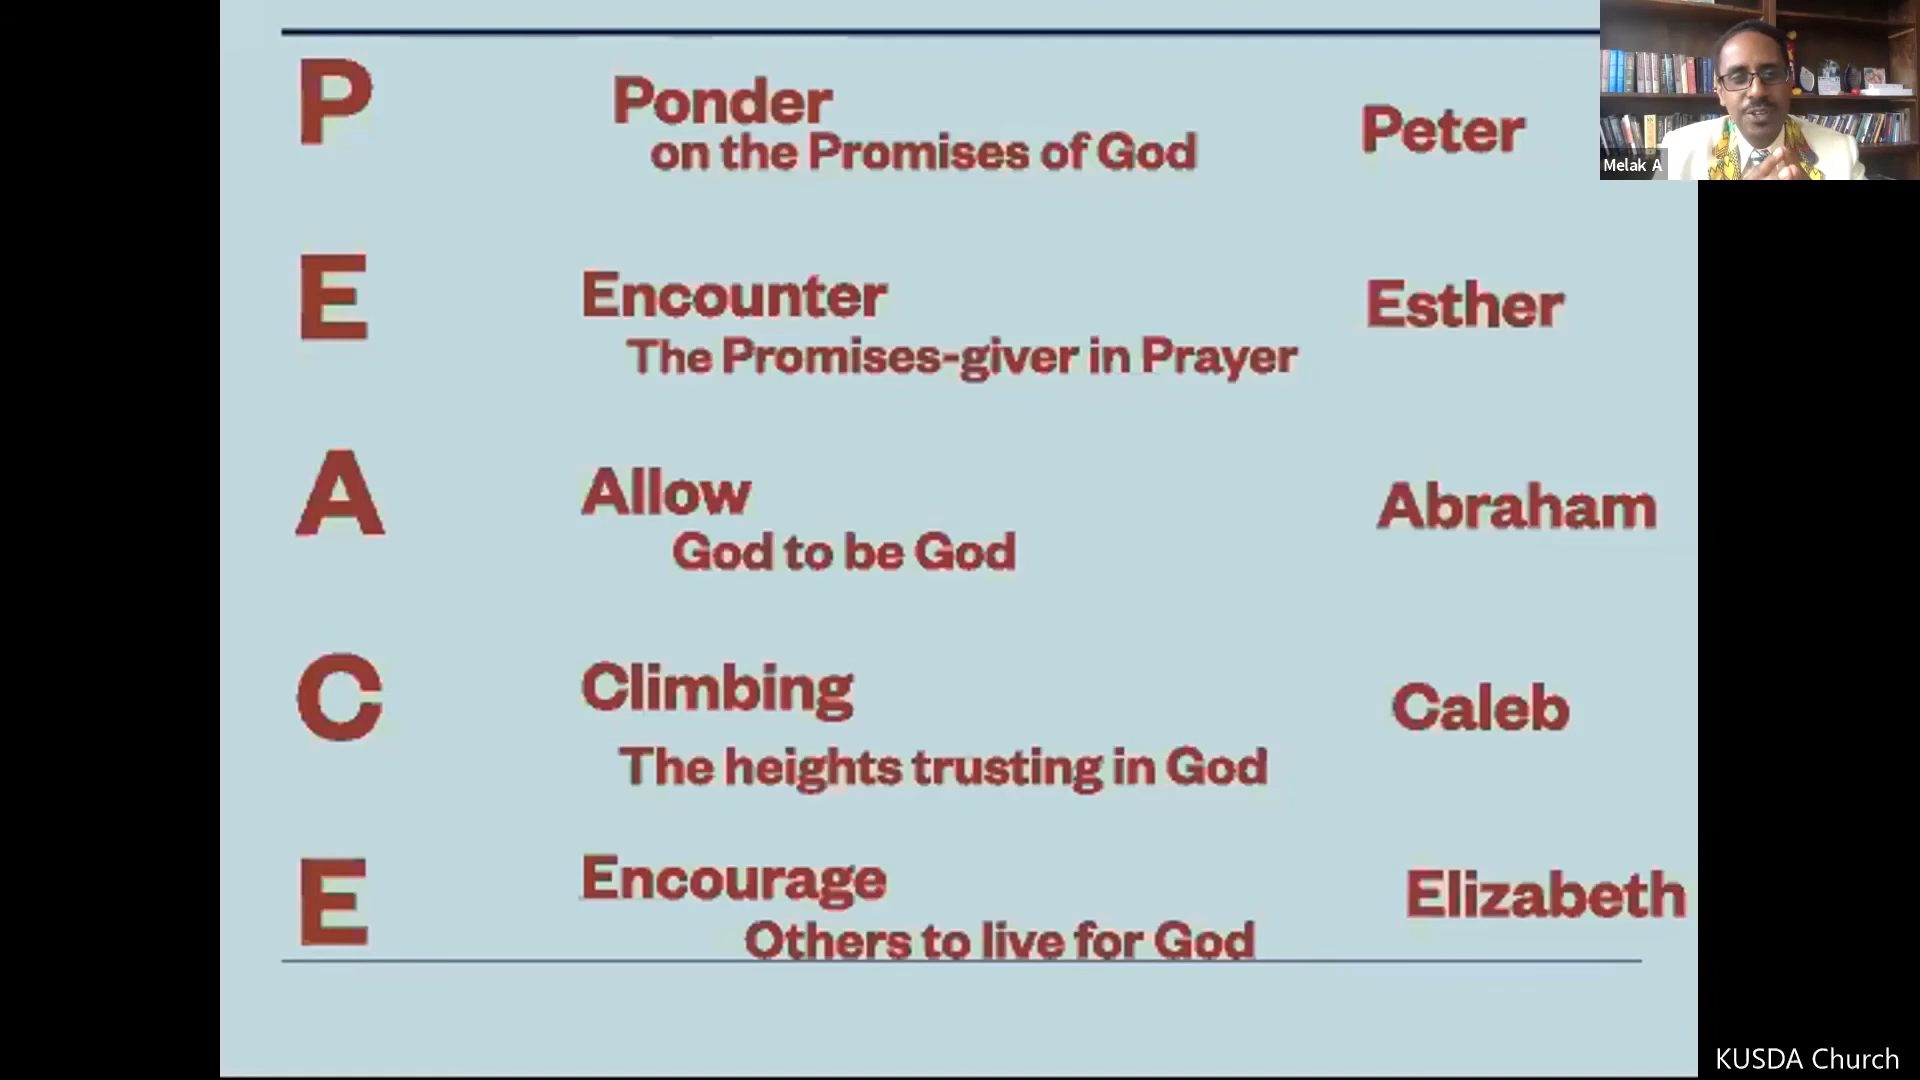 P
Ponder
on the Promises of God
Peter
E
Encounter
The Promises-giver in Prayer
Esther
A
Allow
God to be God
Abraham
C
Climbing
The heights trusting in God
Caleb
E
Encourage
Others to live for God
Elizabeth
Melak A
KUSDA Church